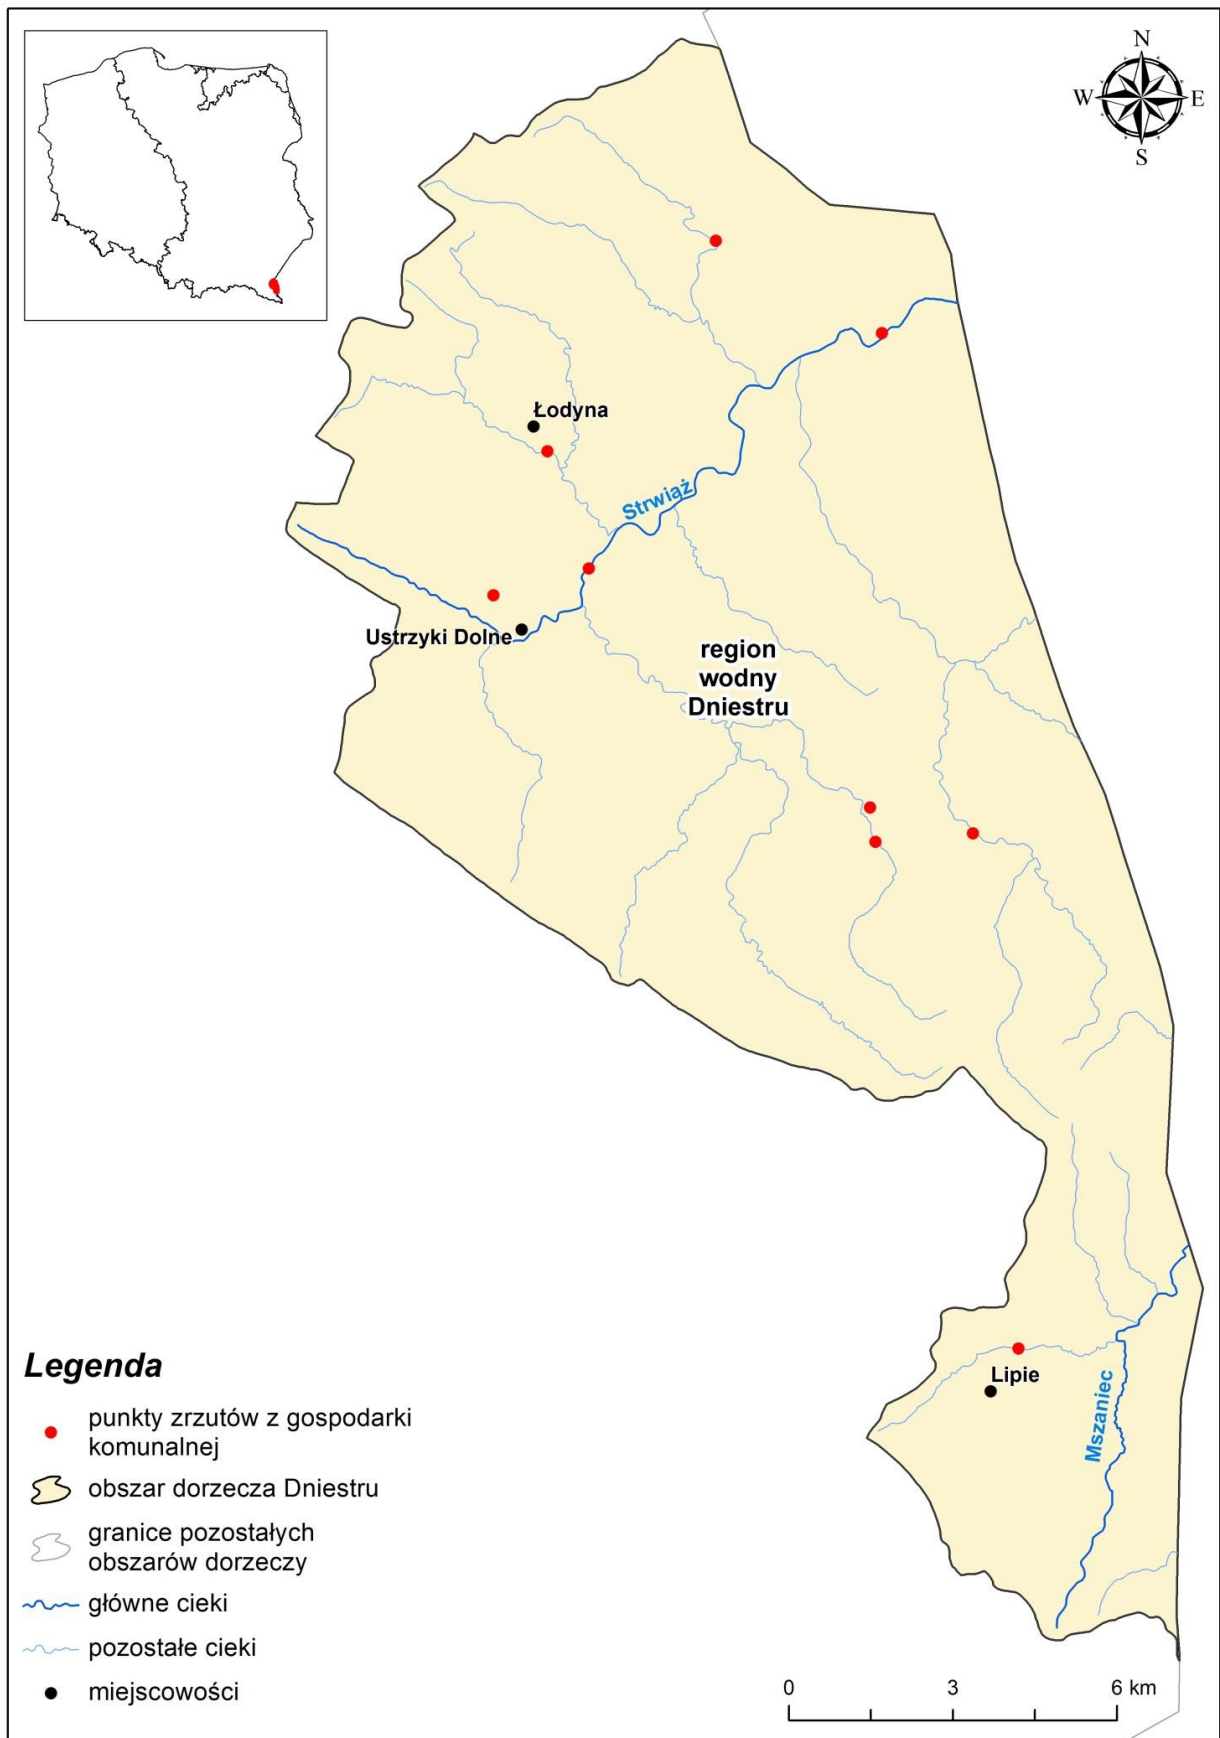 N
W
E
S
Łodyna
Strwiąż
Ustrzyki Dolne
region
wodny
Dniestru
Lipie
Mszaniec
Legenda
punkty zrzutów z gospodarki
komunalnej
obszar dorzecza Dniestru
granice pozostałych
obszarów dorzeczy
główne cieki
pozostałe cieki
miejscowości
0 3 6 km